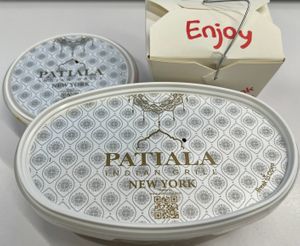 Enjoy
PATIALA
NEW YORK
PATIALA
INDIAN GRILL
NEW YORK